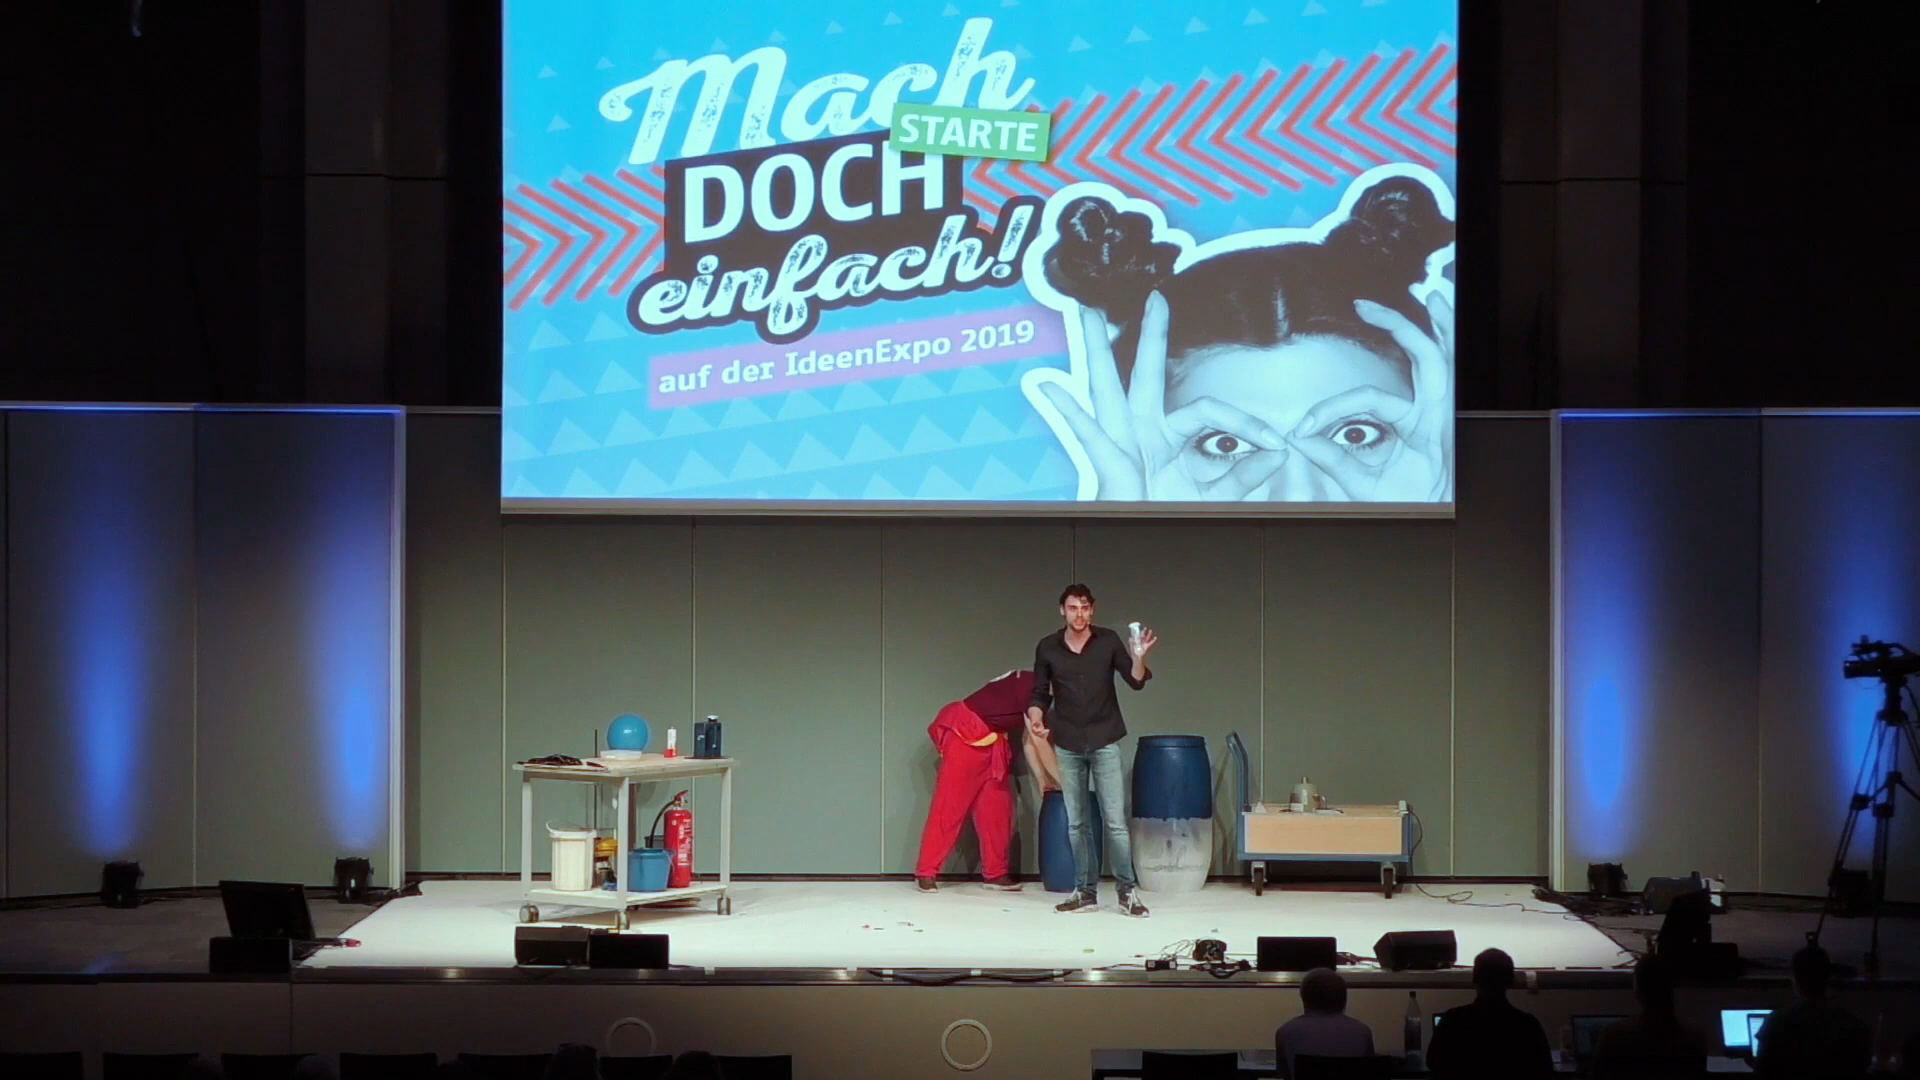 Mach
STARTE
DOCH
einfach!
auf der IdeenExpo 2019